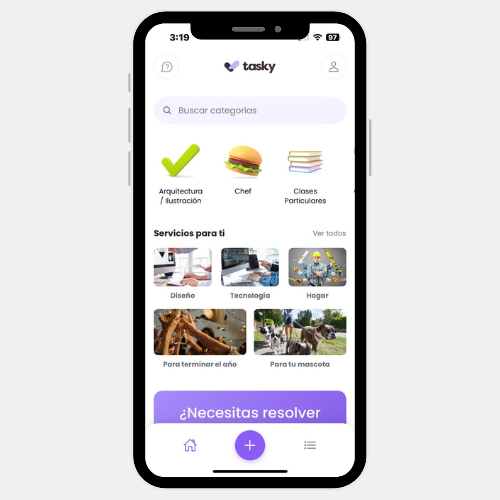 3:19
97
tasky
Buscar categorías
Arquitectura
/ Ilustración
Chef
Clases
Particulares
Servicios para ti
Ver todos
Diseño
Tecnología
Hogar
Para terminar el año
Para tu mascota
¿Necesitas resolver